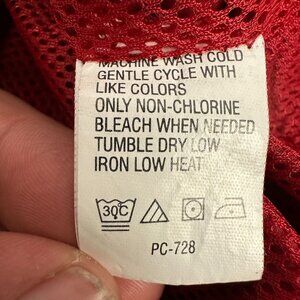 MACHINE WASH COLD
GENTLE CYCLE WITH
LIKE COLORS
ONLY NON-CHLORINE
BLEACH WHEN NEEDED
TUMBLE DRY LOW
IRON LOW HEAT
30C
PC-728